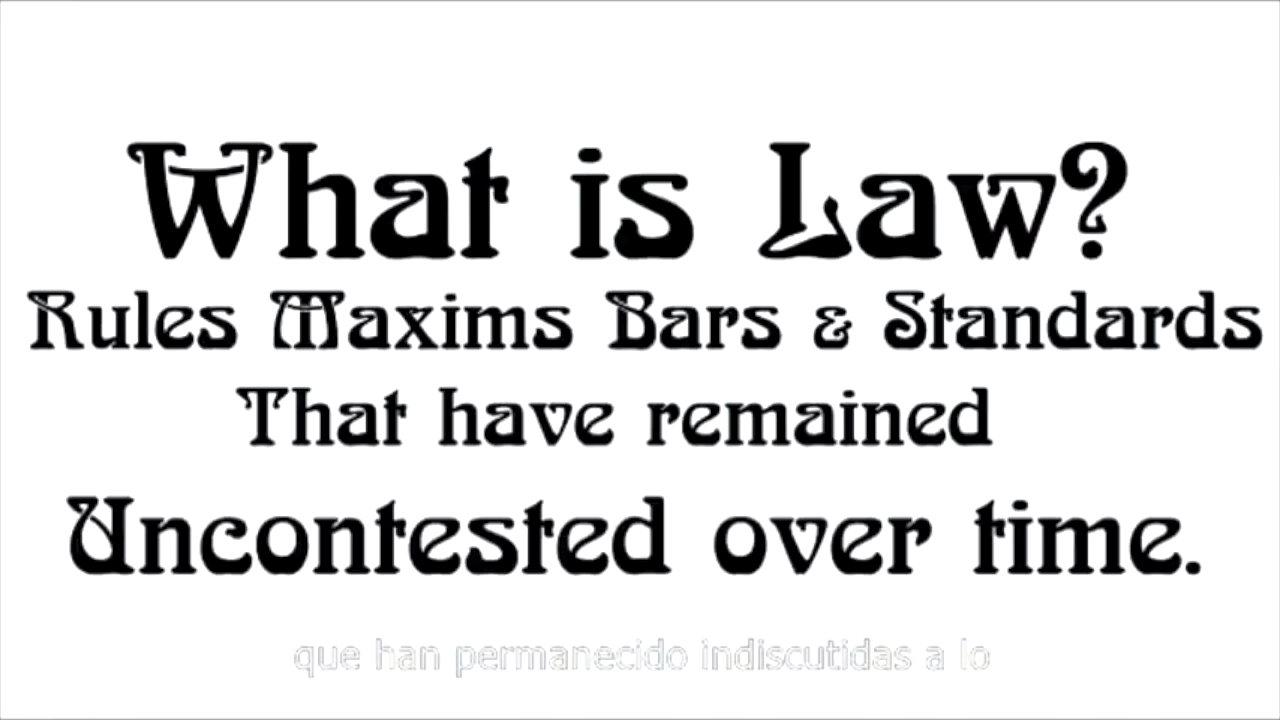 What is Law?
Rules Maxims Bars & Standards
That have remained
Uncontested over time.
que han permanecido indiscutidas a lo